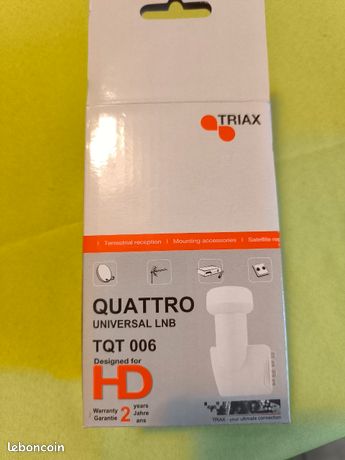 TRIAX
Terrestrial reception | Mounting accessories | Satellite rep
QUATTRO
UNIVERSAL LNB
TQT 006
Designed for
HD
Warranty 2 years
Garantie Jahre
ans
TRIAX - your ultimate connection
leboncoin